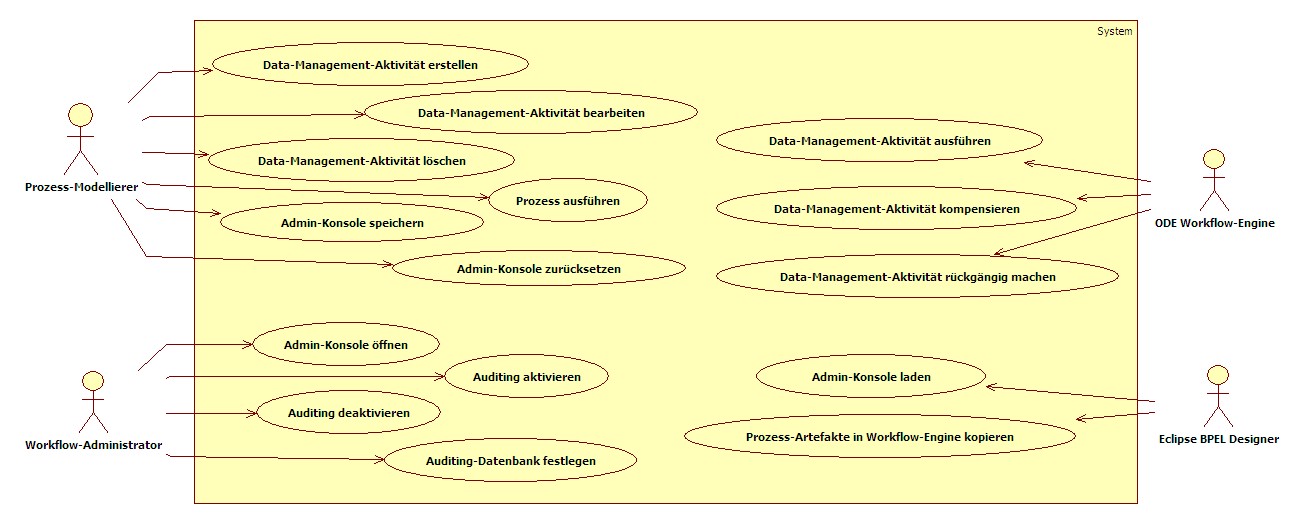 System
Data-Management-Aktivität erstellen
Data-Management-Aktivität bearbeiten
Data-Management-Aktivität ausführen
Data-Management-Aktivität löschen
Prozess-Modellierer
Prozess ausführen
Data-Management-Aktivität kompensieren
Admin-Konsole speichern
ODE Workflow-Engine
Admin-Konsole zurücksetzen
Data-Management-Aktivität rückgängig machen
Admin-Konsole öffnen
Auditing aktivieren
Admin-Konsole laden
Auditing deaktivieren
Workflow-Administrator
Prozess-Artefakte in Workflow-Engine kopieren
Eclipse BPEL Designer
Auditing-Datenbank festlegen